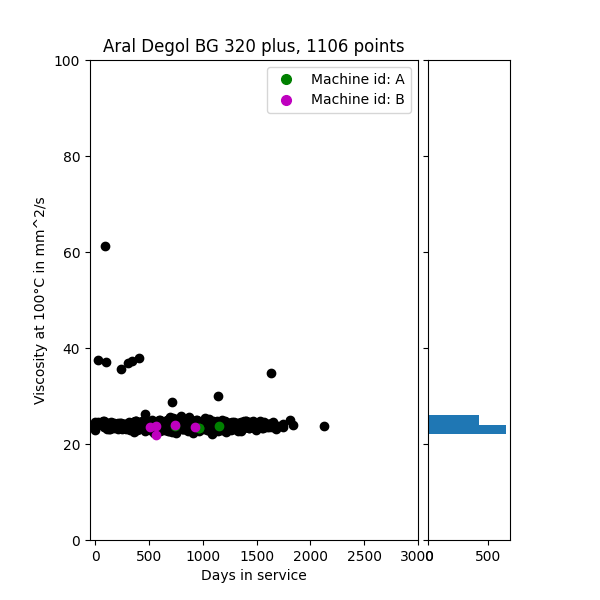 Aral Degol BG 320 plus, 1106 points
Machine id: A
Machine id: B
Viscosity at 100°C in mm^2/s
100
80
60
40
20
0
0 500 1000 1500 2000 2500 3000
0 500
Days in service